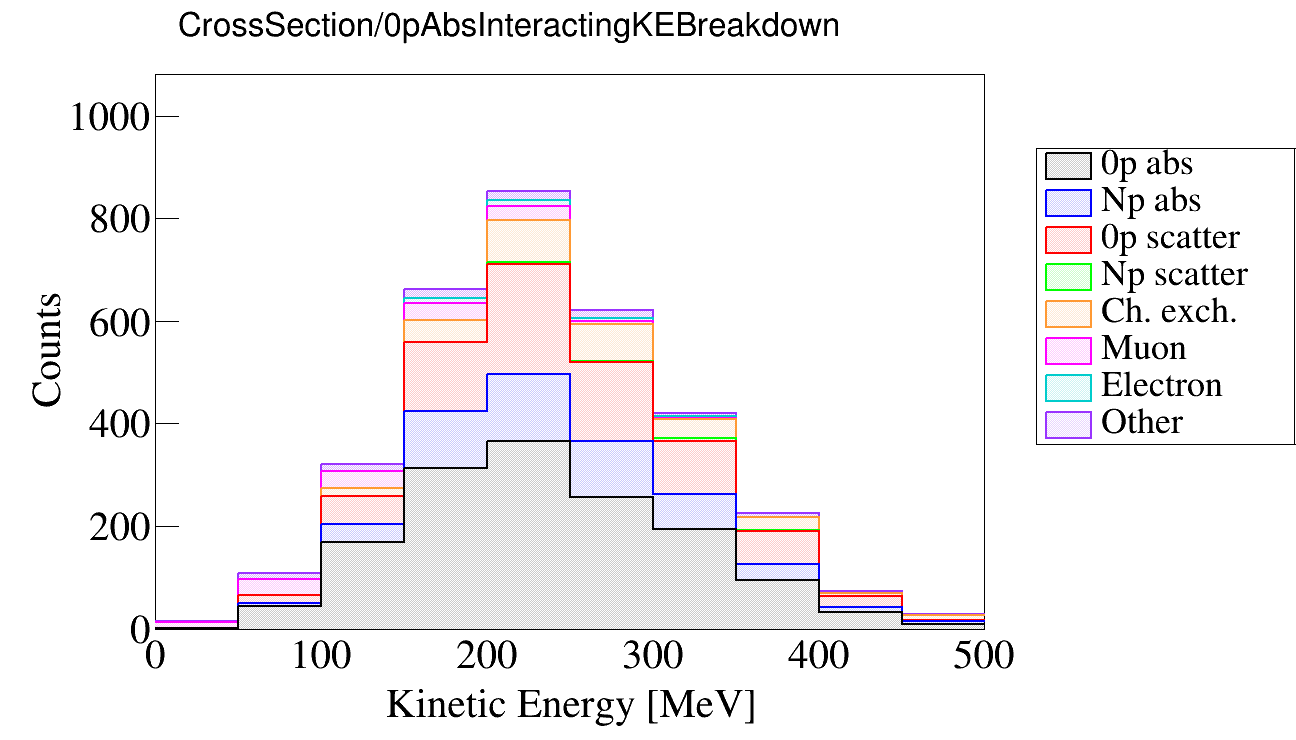 CrossSection/0pAbsInteractingKEBreakdown
1000
800
600
400
200
0
Counts
0 100 200 300 400 500
Kinetic Energy [MeV]
0p abs
Np abs
0p scatter
Np scatter
Ch. exch.
Muon
Electron
Other